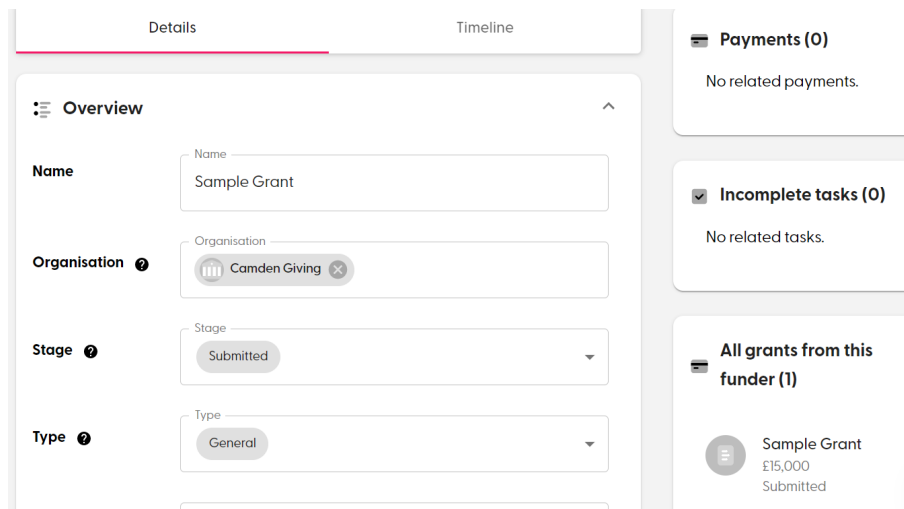 Details
Timeline
Overview
Name
Name
Sample Grant
Organisation
Organisation
Camden Giving
Stage
Stage
Submitted
Type
Type
General
Payments (0)
No related payments.
Incomplete tasks (0)
No related tasks.
All grants from this
funder (1)
Sample Grant
£15,000
Submitted